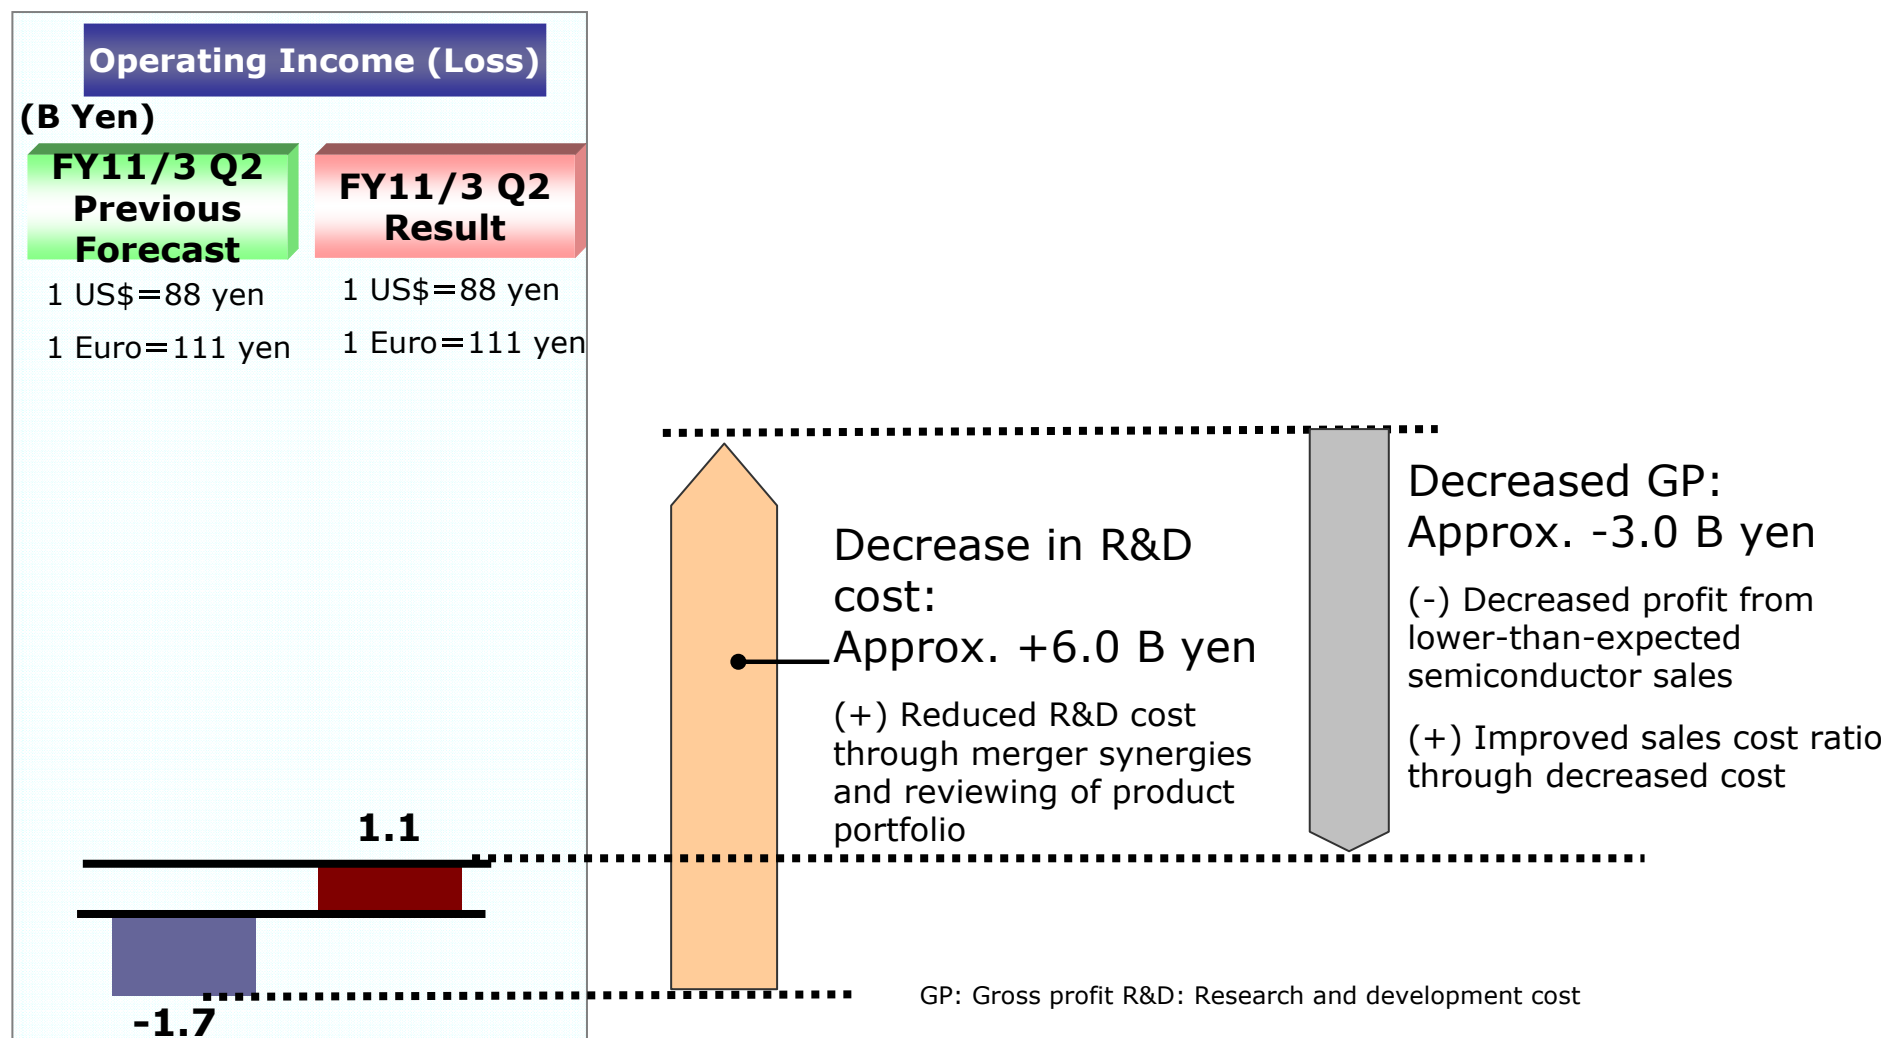 Operating Income (Loss)
(B Yen)
FY11/3 Q2
Previous
Forecast
FY11/3 Q2
Result
1 US$=88 yen
1 Euro=111 yen
1 US$=88 yen
1 Euro=111 yen
1.1
-1.7
Decrease in R&D
cost:
Approx. +6.0 B yen
(+) Reduced R&D cost
through merger synergies
and reviewing of product
portfolio
Decreased GP:
Approx. -3.0 B yen
(-) Decreased profit from
lower-than-expected
semiconductor sales
(+) Improved sales cost ratio
through decreased cost
GP: Gross profit R&D: Research and development cost